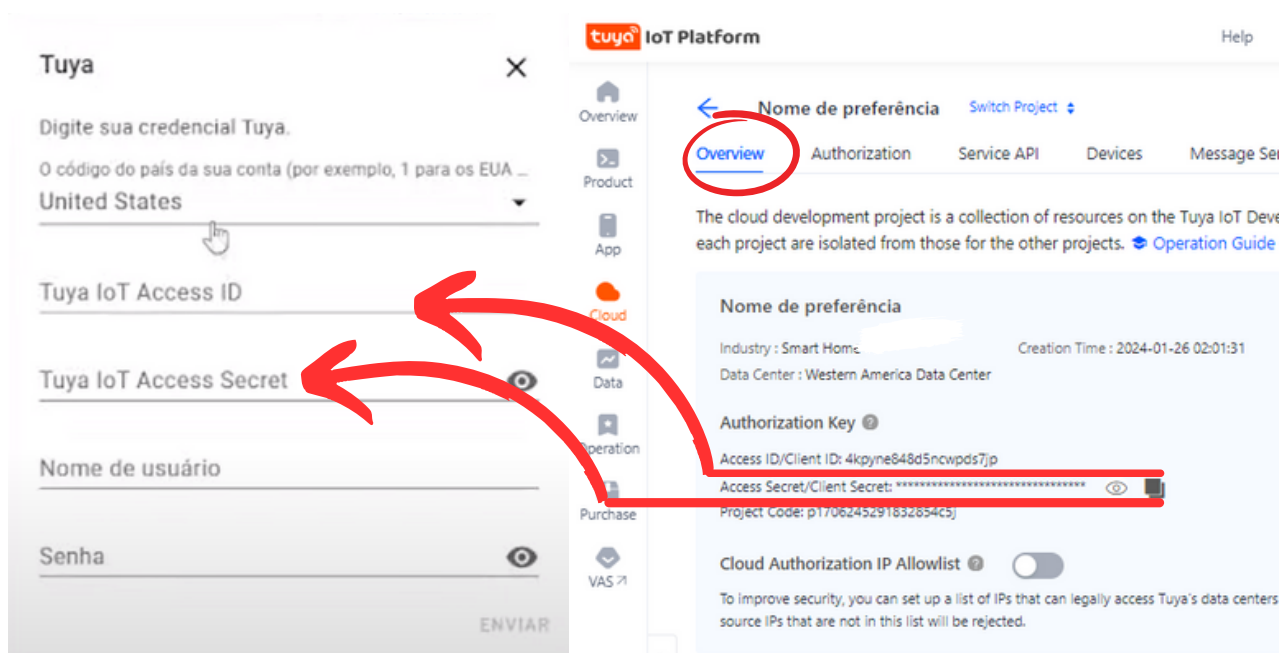 Tuya
Digite sua credencial Tuya.
O código do país da sua conta (por exemplo, 1 para os EUA ...
United States
Tuya IoT Access ID
Tuya IoT Access Secret
Nome de usuário
Senha
ENVIAR
tuya IoT Platform
Help
Overview
Product
App
Cloud
Data
Operation
Purchase
VAS
Nome de preferência Switch Project
Overview Authorization Service API Devices Message Ser
The cloud development project is a collection of resources on the Tuya IoT Deve
each project are isolated from those for the other projects. Operation Guide
Nome de preferência
Industry : Smart Home Creation Time : 2024-01-26 02:01:31
Data Center : Western America Data Center
Authorization Key
Access ID/Client ID: 4kpyne848d5ncwpds7jp
Access Secret/Client Secret: ********************************
Project Code: p1706245291832854c5j
Cloud Authorization IP Allowlist
To improve security, you can set up a list of IPs that can legally access Tuya's data centers
source IPs that are not in this list will be rejected.